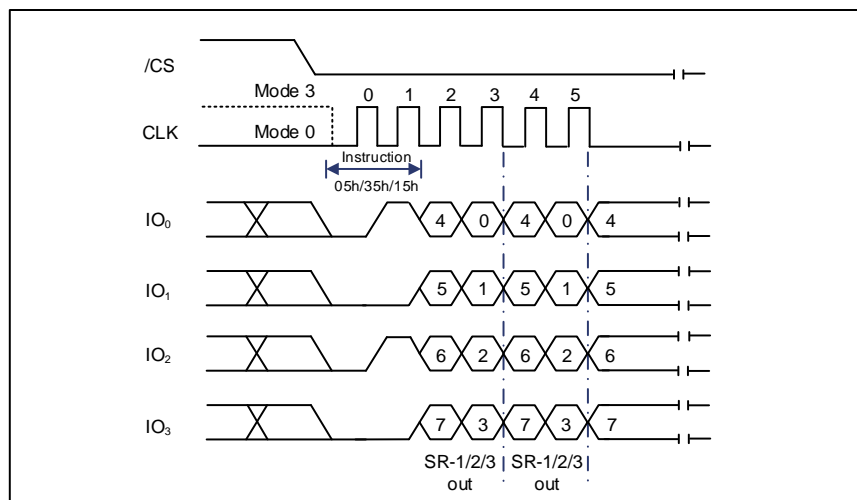 /CS
Mode 3
0 1 2 3 4 5
CLK
Mode 0
Instruction
05h/35h/15h
IO₀
4 0 4 0 4
IO₁
5 1 5 1 5
IO₂
6 2 6 2 6
IO₃
7 3 7 3 7
SR-1/2/3
out
SR-1/2/3
out